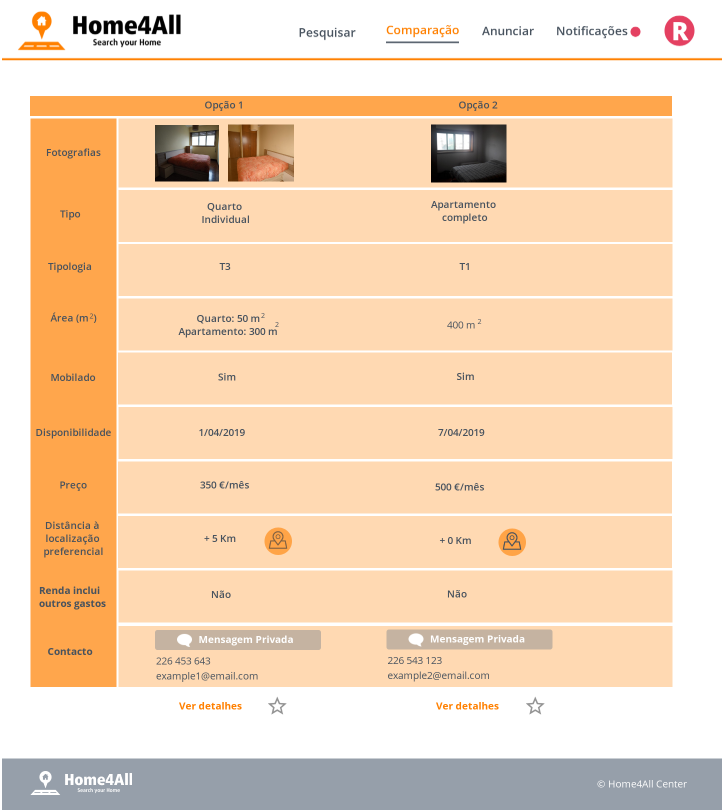 Home4All
Search your Home
Pesquisar
Comparação
Anunciar
Notificações
R
Opção 1
Opção 2
Fotografias
Tipo
Quarto
Individual
Apartamento
completo
Tipologia
T3
T1
Área (m²)
Quarto: 50 m²
Apartamento: 300 m²
400 m²
Mobilado
Sim
Sim
Disponibilidade
1/04/2019
7/04/2019
Preço
350 €/mês
500 €/mês
Distância à
localização
preferencial
+ 5 Km
+ 0 Km
Renda inclui
outros gastos
Não
Não
Contacto
Mensagem Privada
226 453 643
example1@email.com
Mensagem Privada
226 543 123
example2@email.com
Ver detalhes
Ver detalhes
Home4All
Search your Home
© Home4All Center